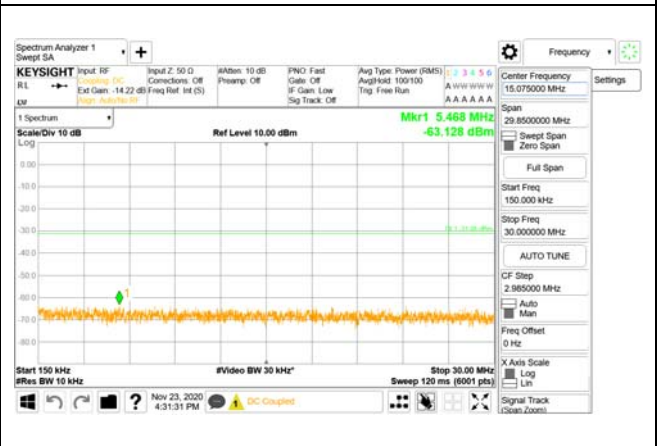 Spectrum Analyzer 1
Swept SA
+
Frequency
KEYSIGHT
RL
Input: RF
Coupling: DC
Ext Gain: -14.22 dB
Align: Auto/No RF
Input Z: 50 Ω
Corrections: Off
Freq Ref: Int (S)
#Atten: 10 dB
Preamp: Off
PNO: Fast
Gate: Off
IF Gain: Low
Sig Track: Off
Avg Type: Power (RMS)
Avg|Hold: 100/100
Trig: Free Run
1 2 3 4 5 6
A W W W W W
A A A A A A
Center Frequency
15.075000 MHz
Settings
Span
29.8500000 MHz
Swept Span
Zero Span
Full Span
Start Freq
150.000 kHz
Stop Freq
30.000000 MHz
AUTO TUNE
CF Step
2.985000 MHz
Auto
Man
Freq Offset
0 Hz
X Axis Scale
Log
Lin
Signal Track
(Span Zoom)
1 Spectrum
Scale/Div 10 dB
Ref Level 10.00 dBm
Mkr1 5.468 MHz
-63.128 dBm
Log
0.00
-10.0
-20.0
-30.0
-40.0
-50.0
-60.0
-70.0
-80.0
1
Start 150 kHz
#Res BW 10 kHz
#Video BW 30 kHz*
Stop 30.00 MHz
Sweep 120 ms (6001 pts)
?
Nov 23, 2020
4:31:31 PM
DC Coupled